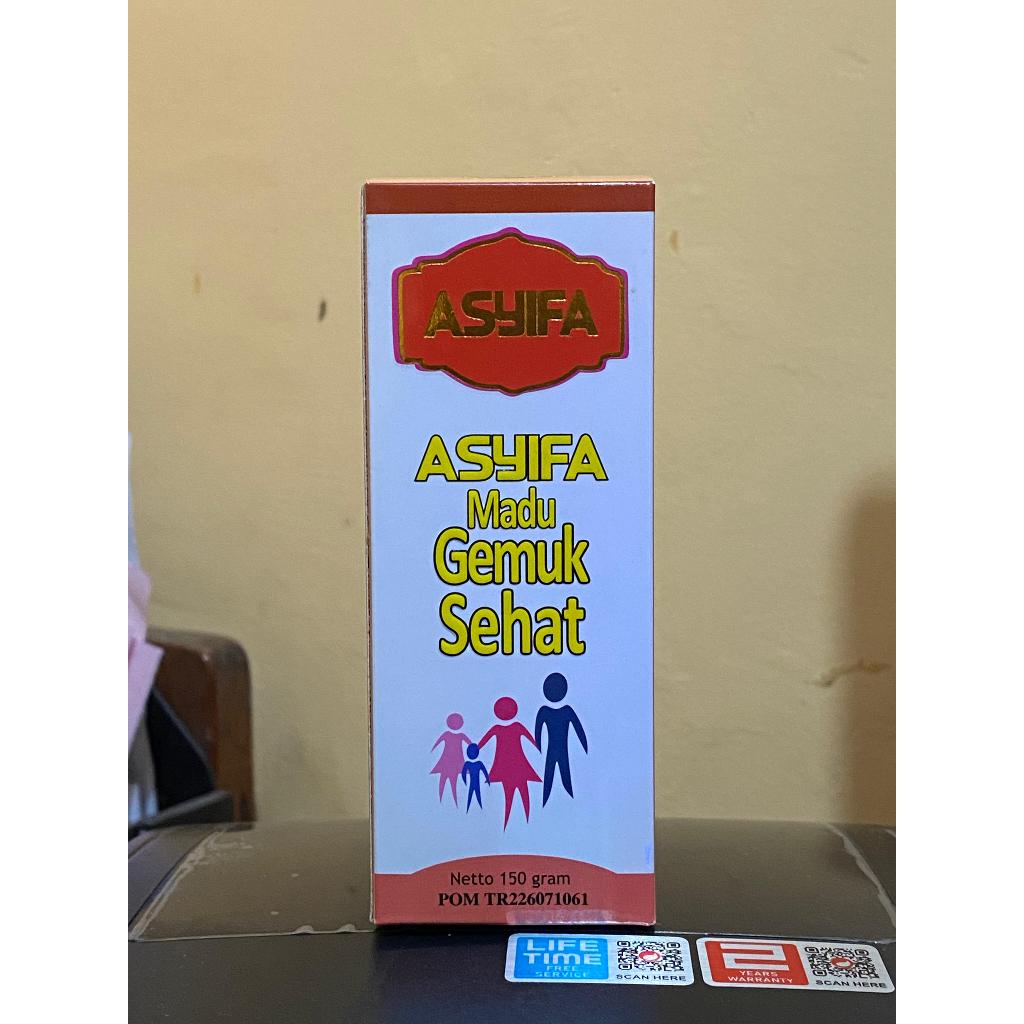 ASYIFA
ASYIFA
Madu
Gemuk
Sehat
Netto 150 gram
POM TR226071061
LIFE
TIME
FREE
SERVICE
SCAN HERE
2
YEARS
WARRANTY
SCAN HERE